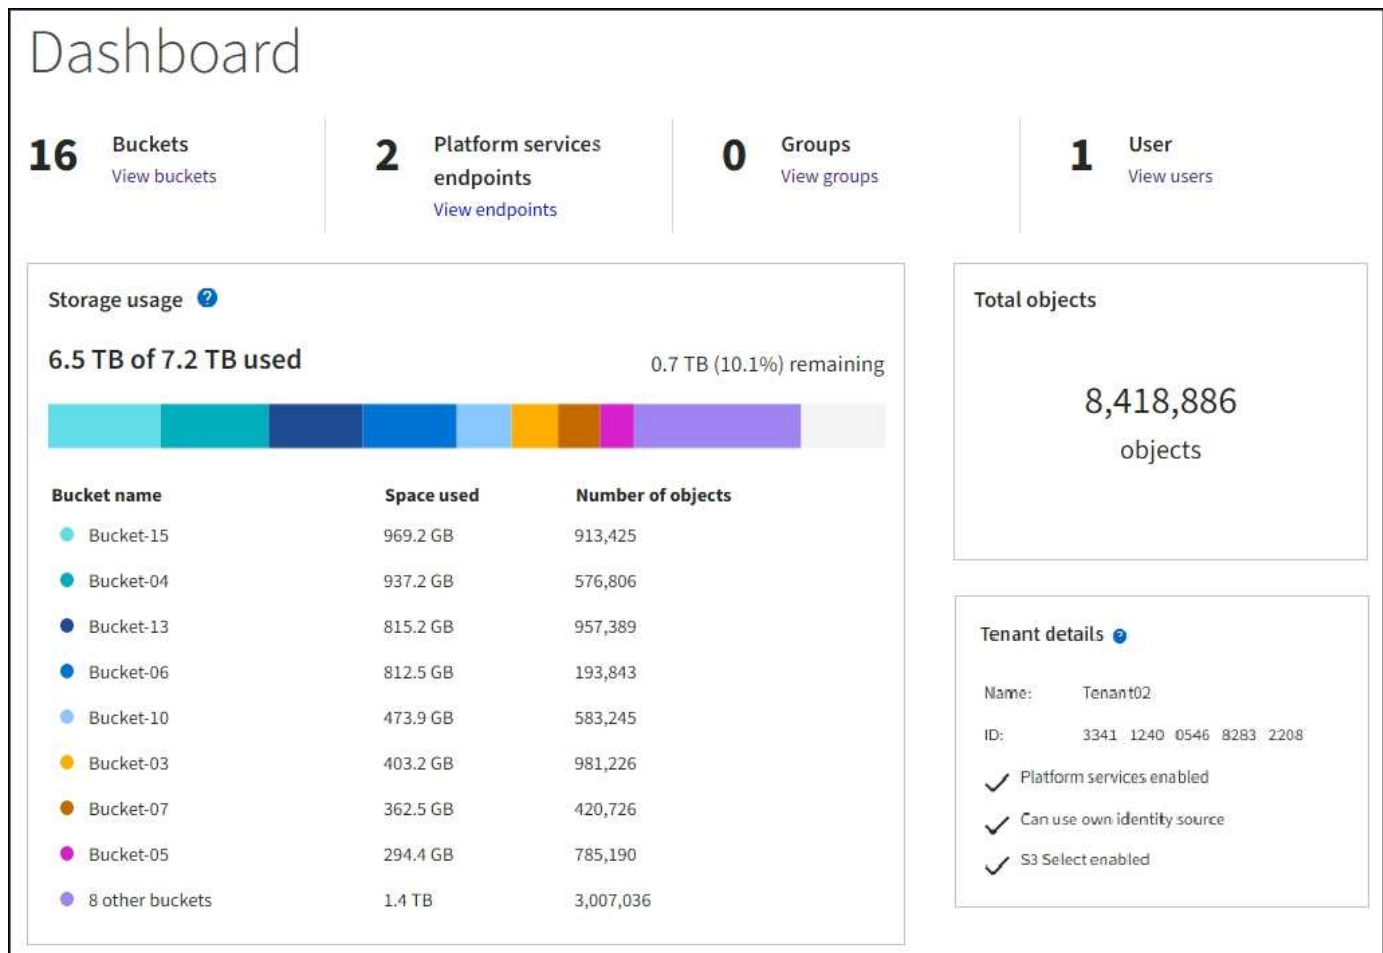 Dashboard
16 Buckets
View buckets
2 Platform services
endpoints
View endpoints
0 Groups
View groups
1 User
View users
Storage usage ?
6.5 TB of 7.2 TB used
0.7 TB (10.1%) remaining
Bucket name Space used Number of objects
Bucket-15 969.2 GB 913,425
Bucket-04 937.2 GB 576,806
Bucket-13 815.2 GB 957,389
Bucket-06 812.5 GB 193,843
Bucket-10 473.9 GB 583,245
Bucket-03 403.2 GB 981,226
Bucket-07 362.5 GB 420,726
Bucket-05 294.4 GB 785,190
8 other buckets 1.4 TB 3,007,036
Total objects
8,418,886
objects
Tenant details ?
Name: Tenant02
ID: 3341 1240 0546 8283 2208
Platform services enabled
Can use own identity source
S3 Select enabled